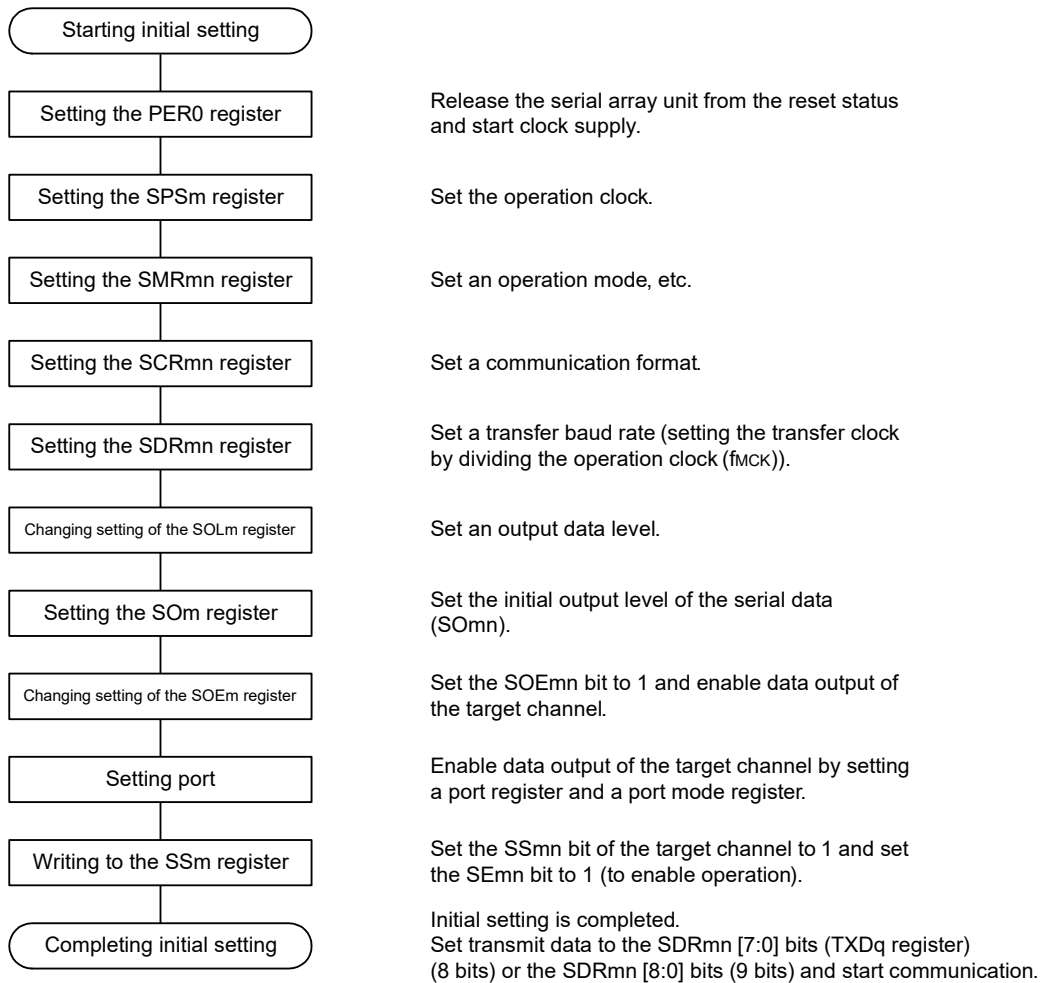 Starting initial setting
Setting the PER0 register
Release the serial array unit from the reset status
and start clock supply.
Setting the SPSm register
Set the operation clock.
Setting the SMRmn register
Set an operation mode, etc.
Setting the SCRmn register
Set a communication format.
Setting the SDRmn register
Set a transfer baud rate (setting the transfer clock
by dividing the operation clock (fMCK)).
Changing setting of the SOLm register
Set an output data level.
Setting the SOm register
Set the initial output level of the serial data
(SOmn).
Changing setting of the SOEm register
Set the SOEmn bit to 1 and enable data output of
the target channel.
Setting port
Enable data output of the target channel by setting
a port register and a port mode register.
Writing to the SSm register
Set the SSmn bit of the target channel to 1 and set
the SEmn bit to 1 (to enable operation).
Completing initial setting
Initial setting is completed.
Set transmit data to the SDRmn [7:0] bits (TXDq register)
(8 bits) or the SDRmn [8:0] bits (9 bits) and start communication.